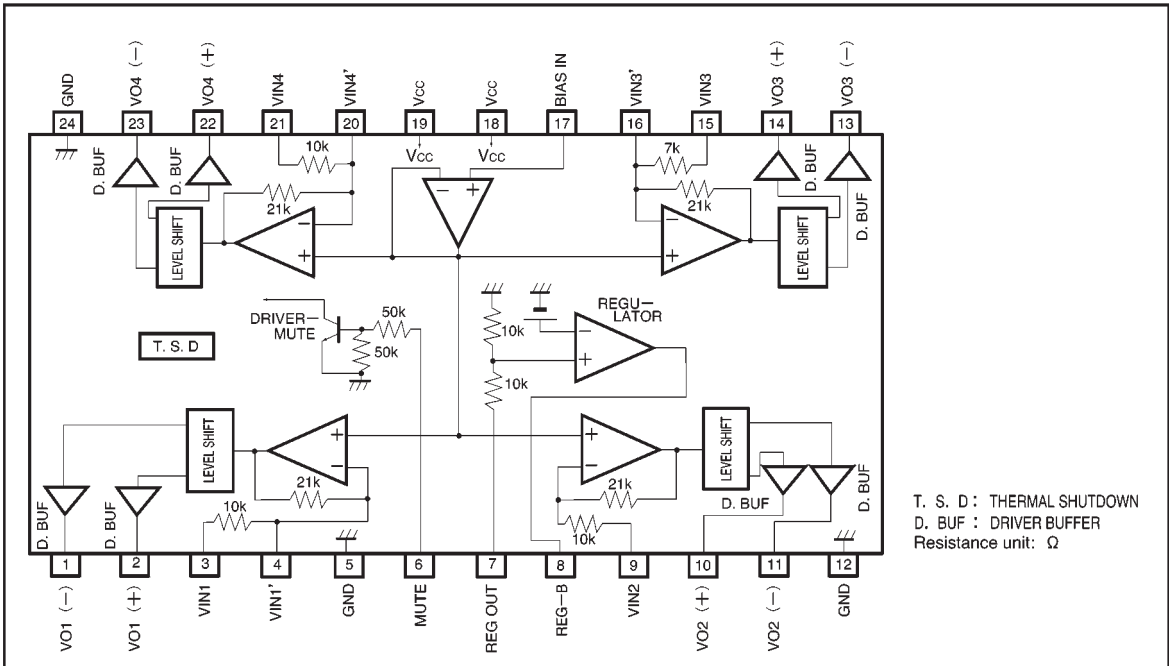 VO4 (−)
VO4 (+)
VO3 (+)
VO3 (−)
GND
VIN4
VIN4'
Vcc
Vcc
BIAS IN
VIN3'
VIN3
24
23
22
21
20
19
18
17
16
15
14
13
10k
Vcc
Vcc
7k
D. BUF
D. BUF
D. BUF
D. BUF
21k
−
+
21k
LEVEL SHIFT
−
+
−
+
LEVEL SHIFT
DRIVER−
MUTE
50k
50k
10k
10k
REGU−
LATOR
−
+
T. S. D
LEVEL SHIFT
+
−
+
−
LEVEL SHIFT
21k
10k
21k
10k
D. BUF
D. BUF
D. BUF
D. BUF
T. S. D : THERMAL SHUTDOWN
D. BUF : DRIVER BUFFER
Resistance unit: Ω
1
2
3
4
5
6
7
8
9
10
11
12
VO1 (−)
VO1 (+)
VIN1
VIN1'
GND
MUTE
REG OUT
REG−B
VIN2
VO2 (+)
VO2 (−)
GND